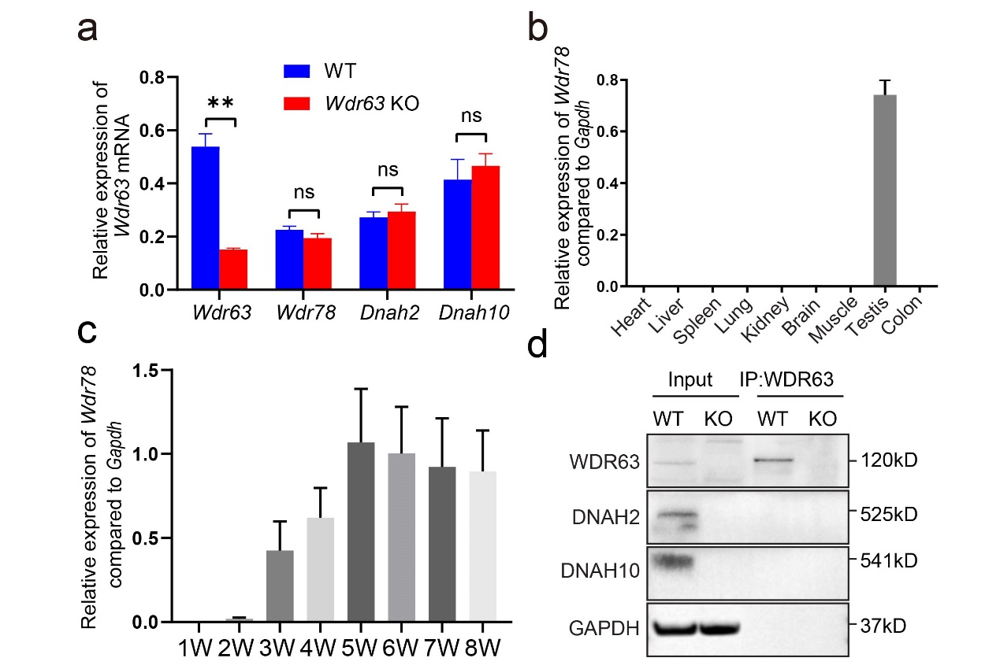 a
Relative expression of
Wdr63 mRNA
0.8
0.6
0.4
0.2
0.0
WT
Wdr63 KO
**
ns
ns
ns
Wdr63 Wdr78 Dnah2 Dnah10
b
Relative expression of Wdr78
compared to Gapdh
0.8
0.6
0.4
0.2
0.0
Heart Liver Spleen Lung Kidney Brain Muscle Testis Colon
c
Relative expression of Wdr78
compared to Gapdh
1.5
1.0
0.5
0.0
1W 2W 3W 4W 5W 6W 7W 8W
d
Input IP:WDR63
WT KO WT KO
WDR63 120kD
DNAH2 525kD
DNAH10 541kD
GAPDH 37kD